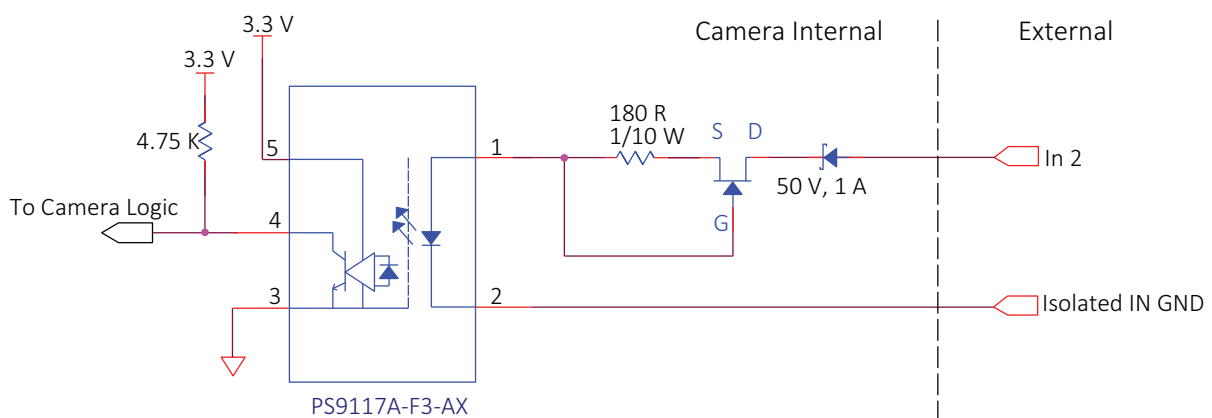 3.3 V
Camera Internal
External
3.3 V
180 R
1/10 W
S D
4.75 K
5
1
50 V, 1 A
In 2
To Camera Logic
4
G
3
2
Isolated IN GND
PS9117A-F3-AX